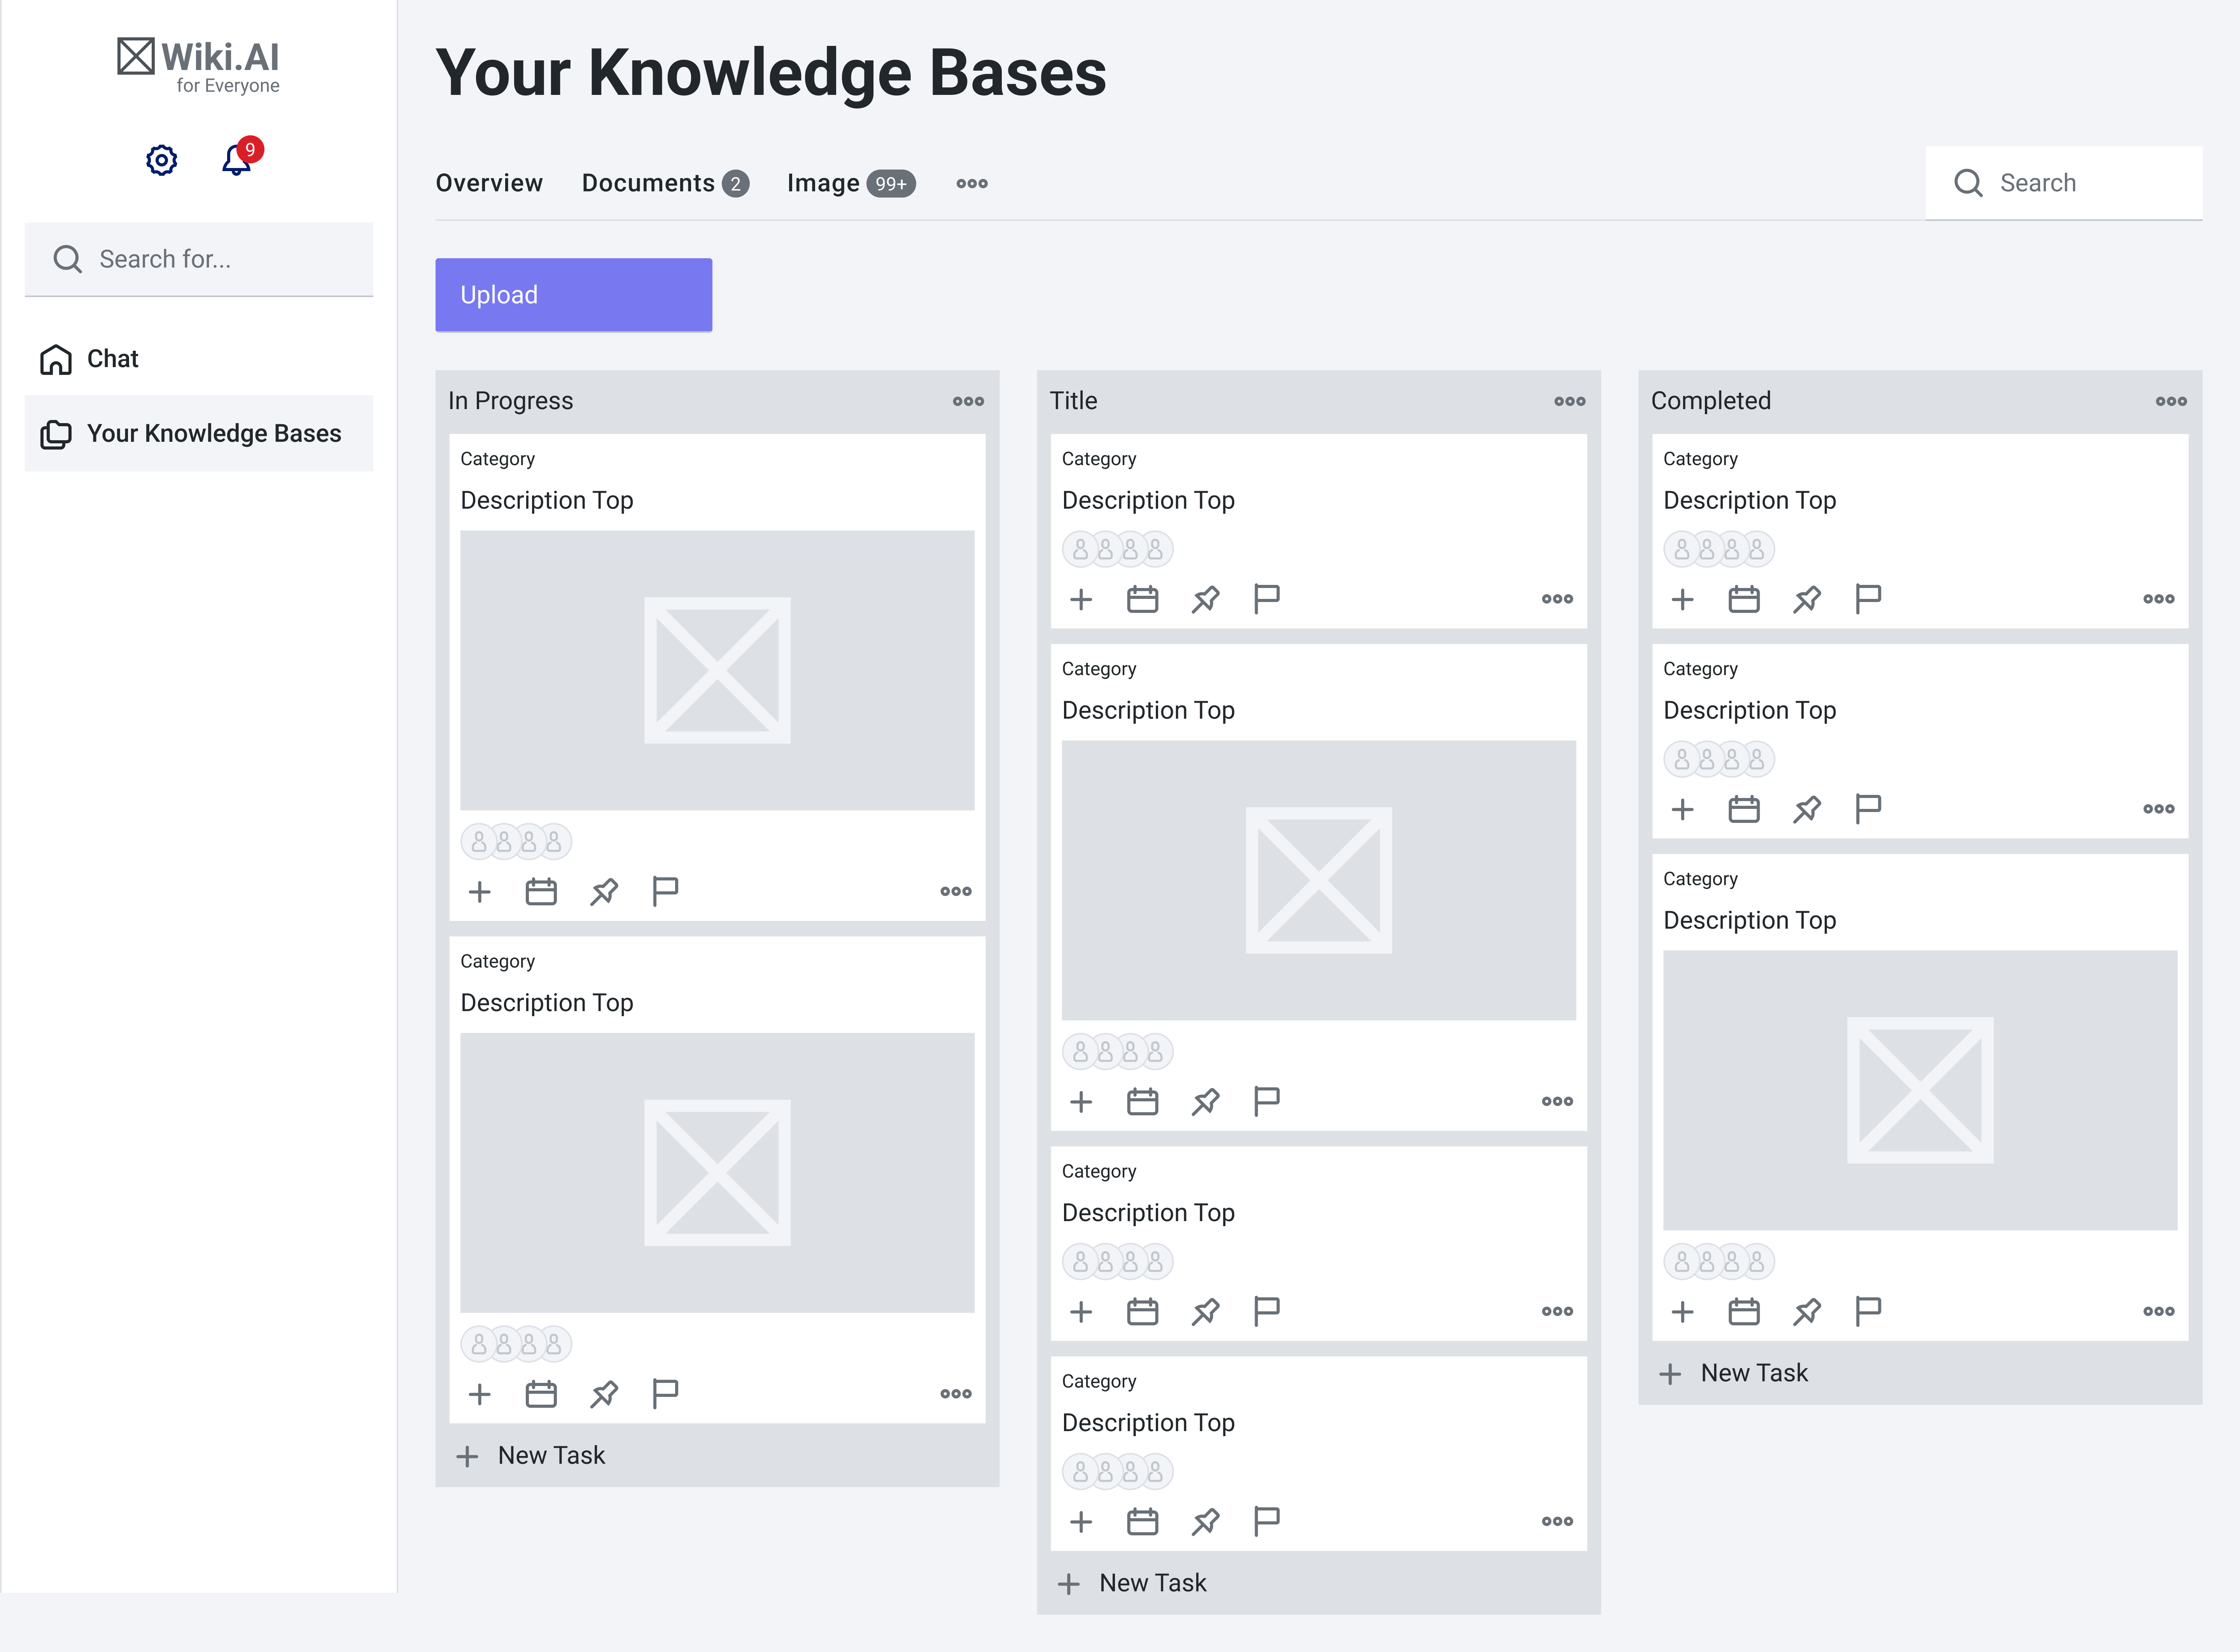 Wiki.AI
for Everyone
9
Search for...
Chat
Your Knowledge Bases
Your Knowledge Bases
Overview
Documents 2
Image 99+
Search
Upload
In Progress
Category
Description Top
Category
Description Top
New Task
Title
Category
Description Top
Category
Description Top
Category
Description Top
Category
Description Top
New Task
Completed
Category
Description Top
Category
Description Top
Category
Description Top
New Task